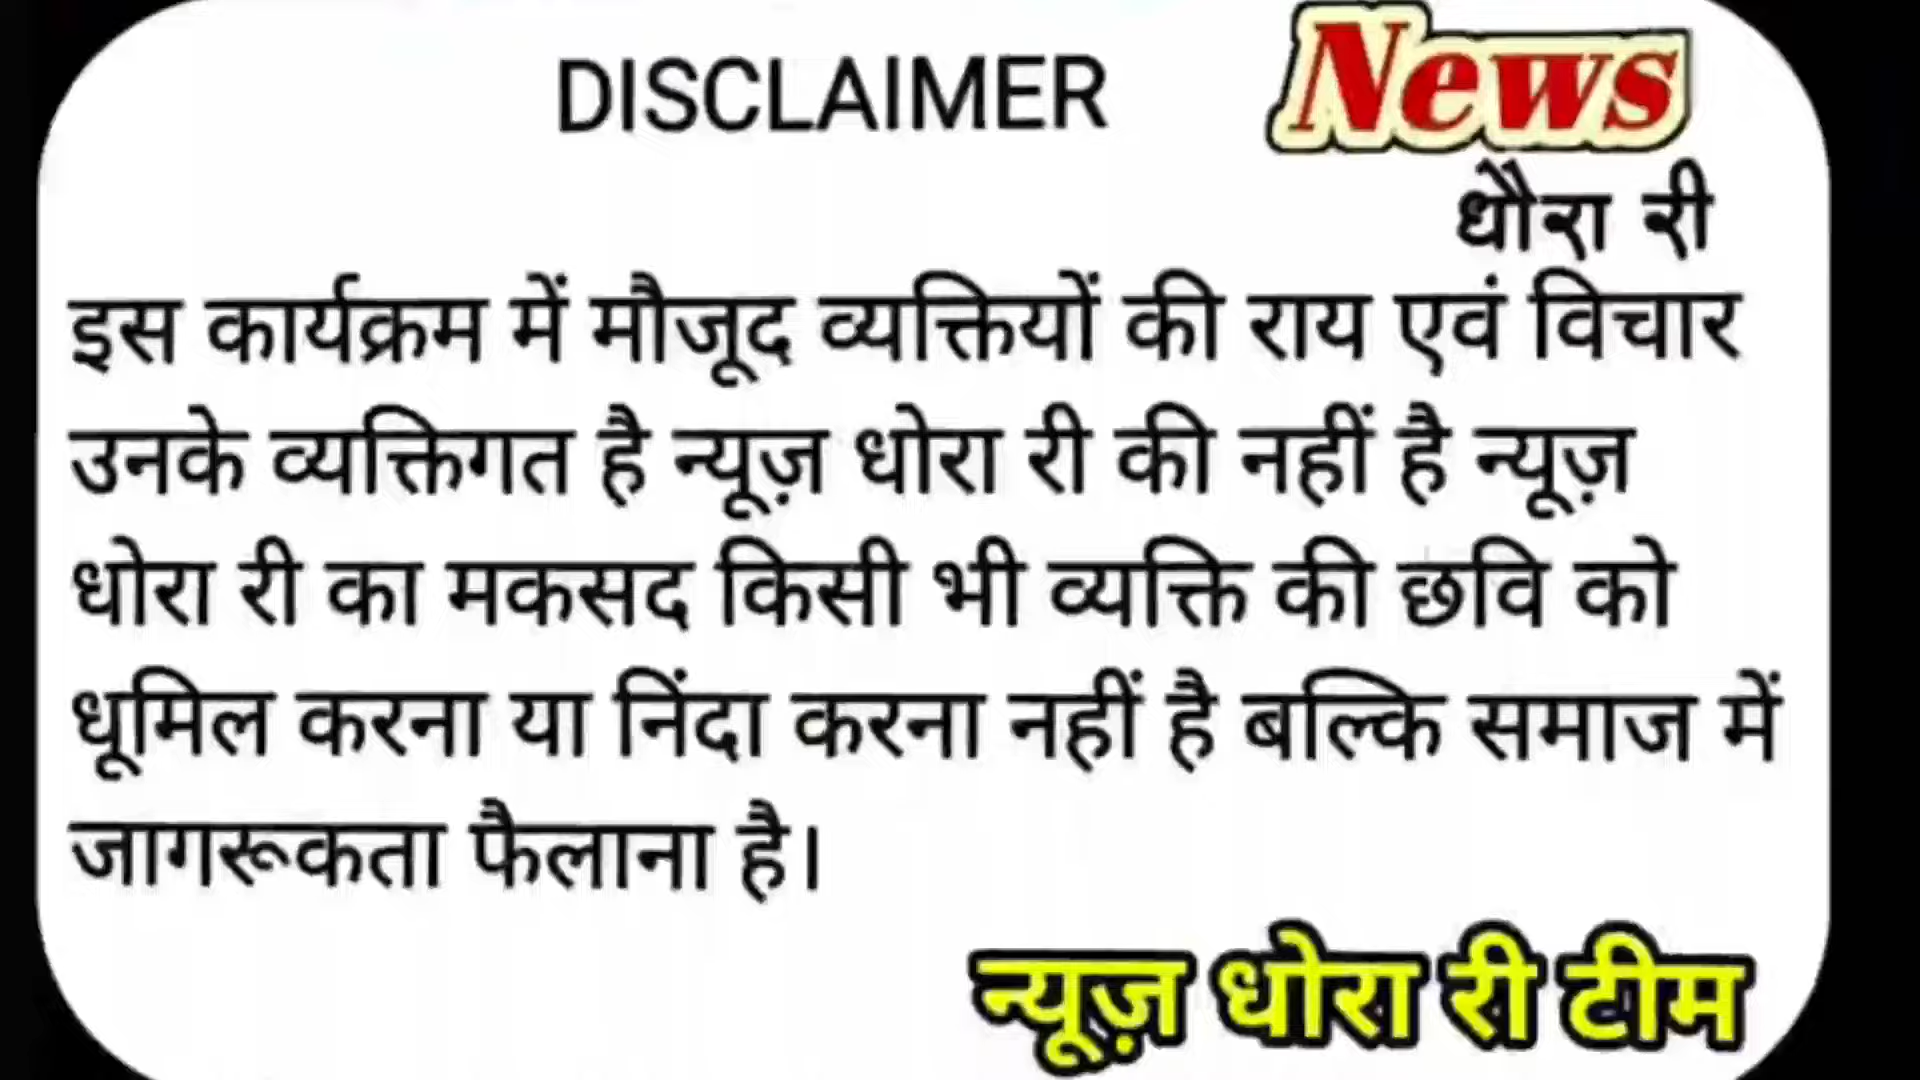 DISCLAIMER
News
धौरा री
इस कार्यक्रम में मौजूद व्यक्तियों की राय एवं विचार
उनके व्यक्तिगत है न्यूज़ धोरा री की नहीं है न्यूज़
धोरा री का मकसद किसी भी व्यक्ति की छवि को
धूमिल करना या निंदा करना नहीं है बल्कि समाज में
जागरूकता फैलाना है।
न्यूज़ धोरा री टीम